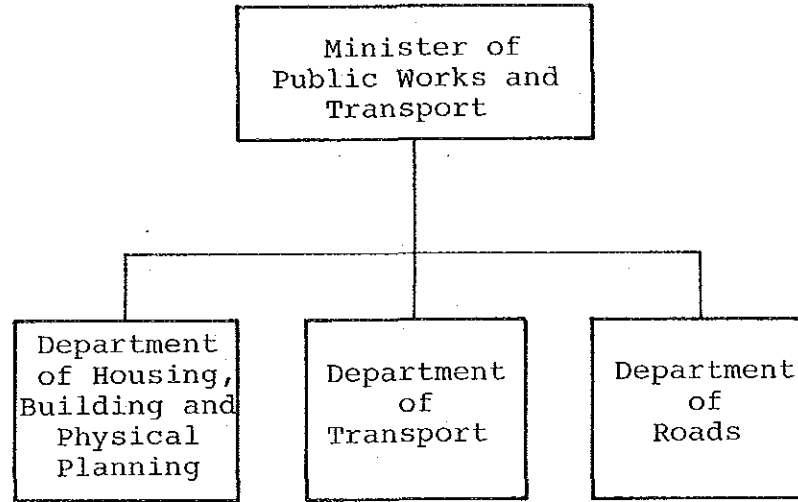 Minister of
Public Works and
Transport
Department
of Housing,
Building and
Physical
Planning
Department
of
Transport
Department
of
Roads